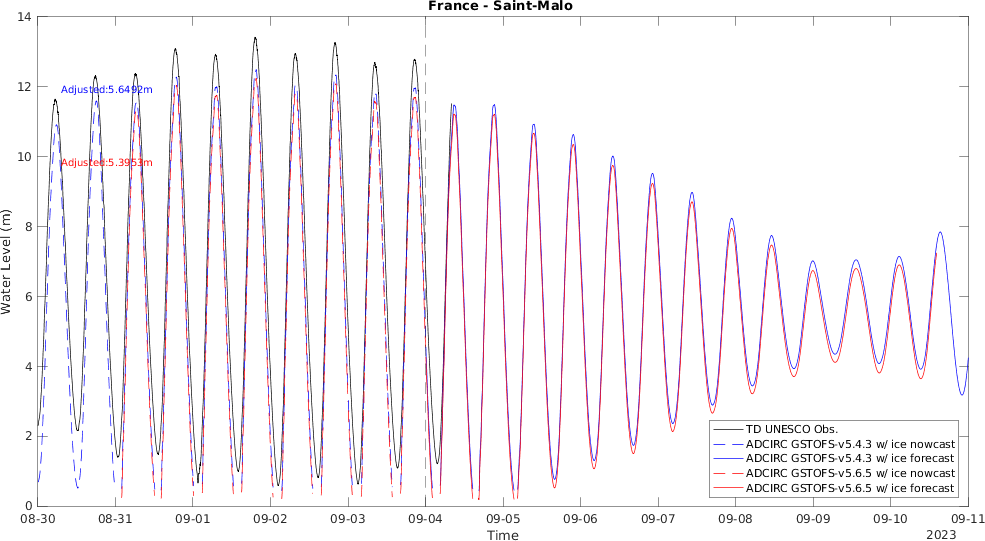 France - Saint-Malo
14
12
10
8
6
4
2
0
Water Level (m)
Adjusted:5.6492m
Adjusted:5.3953m
TD UNESCO Obs.
ADCIRC GSTOFS-v5.4.3 w/ ice nowcast
ADCIRC GSTOFS-v5.4.3 w/ ice forecast
ADCIRC GSTOFS-v5.6.5 w/ ice nowcast
ADCIRC GSTOFS-v5.6.5 w/ ice forecast
08-30 08-31 09-01 09-02 09-03 09-04 09-05 09-06 09-07 09-08 09-09 09-10 09-11
Time
2023